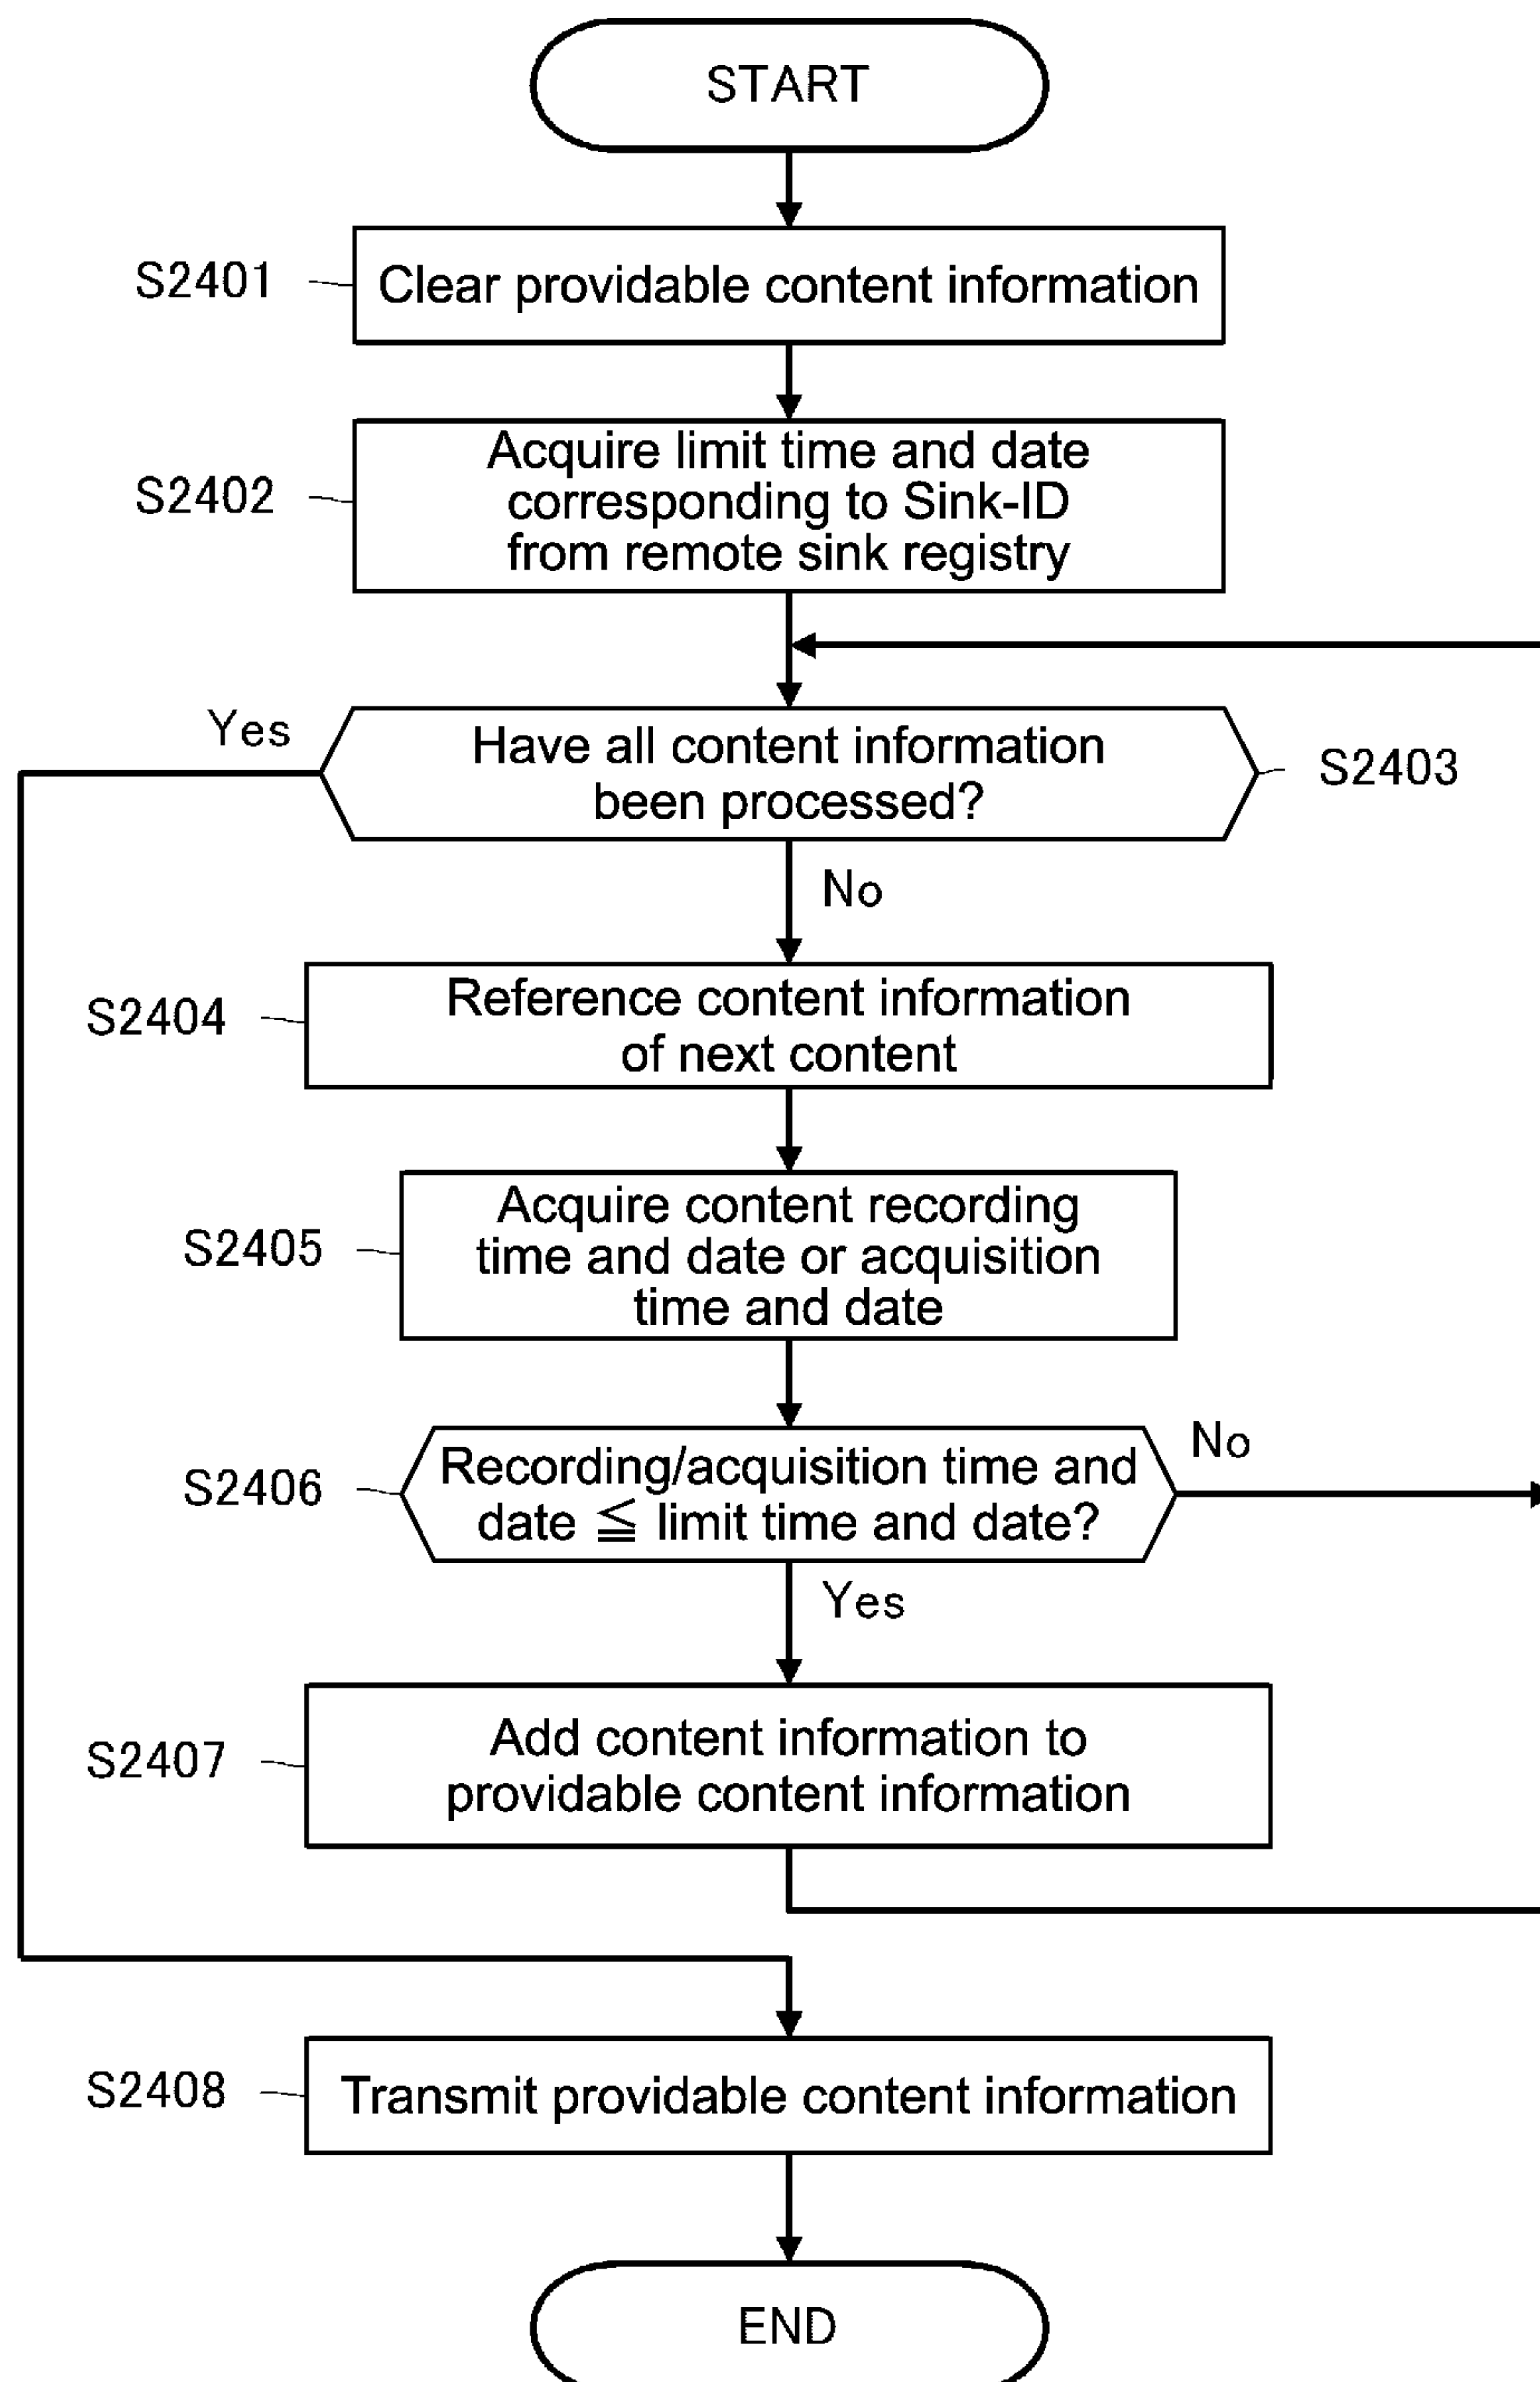 START
S2401
Clear providable content information
S2402
Acquire limit time and date
corresponding to Sink-ID
from remote sink registry
Yes
Have all content information
been processed?
S2403
No
S2404
Reference content information
of next content
S2405
Acquire content recording
time and date or acquisition
time and date
S2406
Recording/acquisition time and
date ≦ limit time and date?
No
Yes
S2407
Add content information to
providable content information
S2408
Transmit providable content information
END